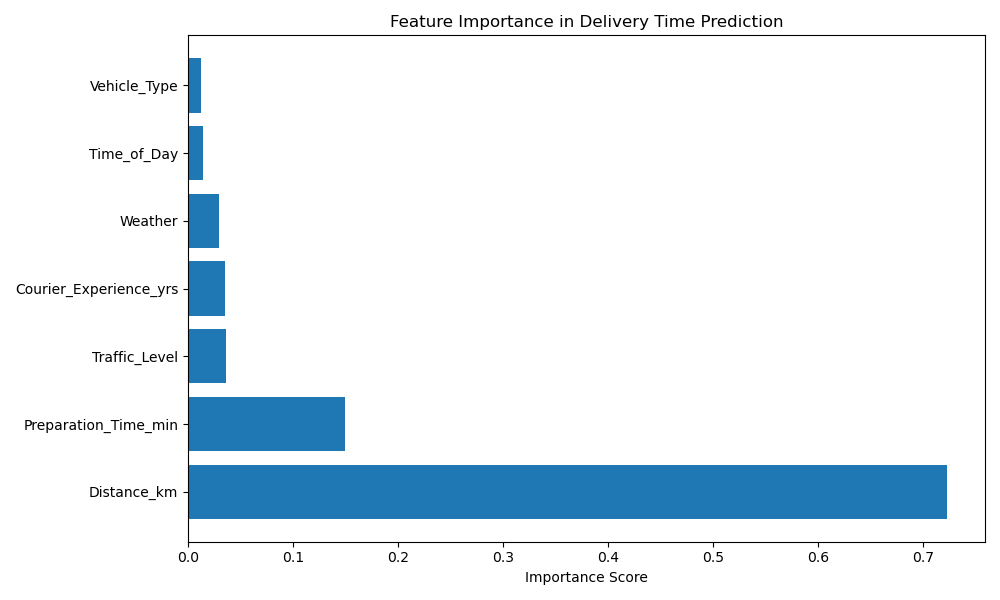 Feature Importance in Delivery Time Prediction
Vehicle_Type
Time_of_Day
Weather
Courier_Experience_yrs
Traffic_Level
Preparation_Time_min
Distance_km
0.0 0.1 0.2 0.3 0.4 0.5 0.6 0.7
Importance Score